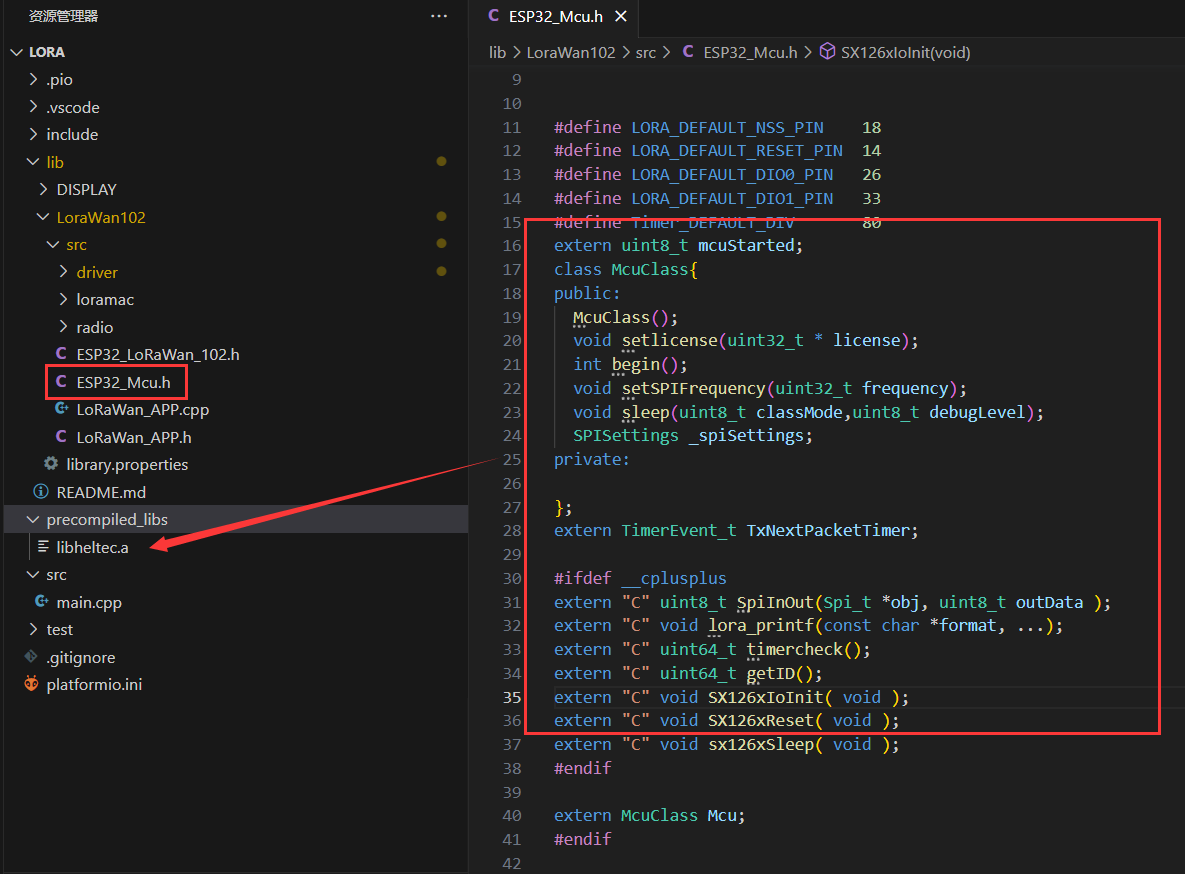 资源管理器
LORA
.pio
.vscode
include
lib
DISPLAY
LoraWan102
src
driver
loramac
radio
ESP32_LoRaWan_102.h
ESP32_Mcu.h
LoRaWan_APP.cpp
LoRaWan_APP.h
library.properties
README.md
precompiled_libs
libheltec.a
src
main.cpp
test
.gitignore
platformio.ini
ESP32_Mcu.h
lib > LoraWan102 > src > C ESP32_Mcu.h > SX126xIoInit(void)
9
10
11 #define LORA_DEFAULT_NSS_PIN 18
12 #define LORA_DEFAULT_RESET_PIN 14
13 #define LORA_DEFAULT_DIO0_PIN 26
14 #define LORA_DEFAULT_DIO1_PIN 33
15 #define Timer_DEFAULT_DIV 80
16 extern uint8_t mcuStarted;
17 class McuClass{
18 public:
19 McuClass();
20 void setlicense(uint32_t * license);
21 int begin();
22 void setSPIFrequency(uint32_t frequency);
23 void sleep(uint8_t classMode,uint8_t debugLevel);
24 SPISettings _spiSettings;
25 private:
26
27 };
28 extern TimerEvent_t TxNextPacketTimer;
29
30 #ifdef __cplusplus
31 extern "C" uint8_t SpiInOut(Spi_t *obj, uint8_t outData );
32 extern "C" void lora_printf(const char *format, ...);
33 extern "C" uint64_t timercheck();
34 extern "C" uint64_t getID();
35 extern "C" void SX126xIoInit( void );
36 extern "C" void SX126xReset( void );
37 extern "C" void sx126xSleep( void );
38 #endif
39
40 extern McuClass Mcu;
41 #endif
42